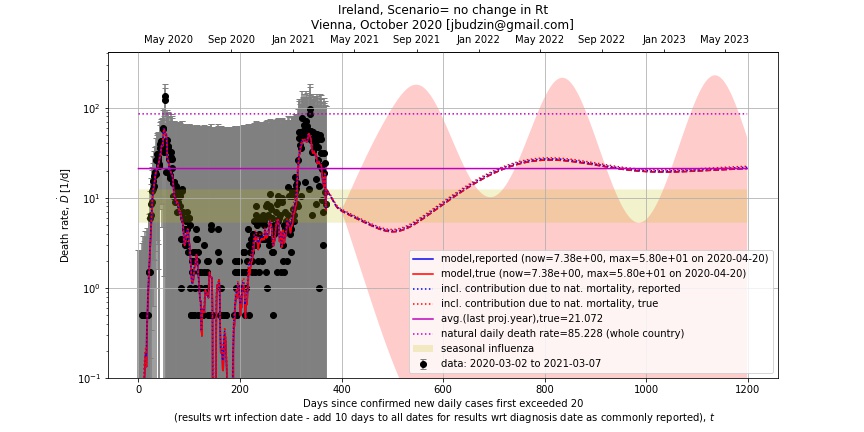 Ireland, Scenario= no change in Rt
Vienna, October 2020 [jbudzin@gmail.com]
May 2020 Sep 2020 Jan 2021 May 2021 Sep 2021 Jan 2022 May 2022 Sep 2022 Jan 2023 May 2023
Death rate, Ḋ [1/d]
10²
10¹
10⁰
10⁻¹
model,reported (now=7.38e+00, max=5.80e+01 on 2020-04-20)
model,true (now=7.38e+00, max=5.80e+01 on 2020-04-20)
incl. contribution due to nat. mortality, reported
incl. contribution due to nat. mortality, true
avg.(last proj.year),true=21.072
natural daily death rate=85.228 (whole country)
seasonal influenza
data: 2020-03-02 to 2021-03-07
0 200 400 600 800 1000 1200
Days since confirmed new daily cases first exceeded 20
(results wrt infection date - add 10 days to all dates for results wrt diagnosis date as commonly reported), t